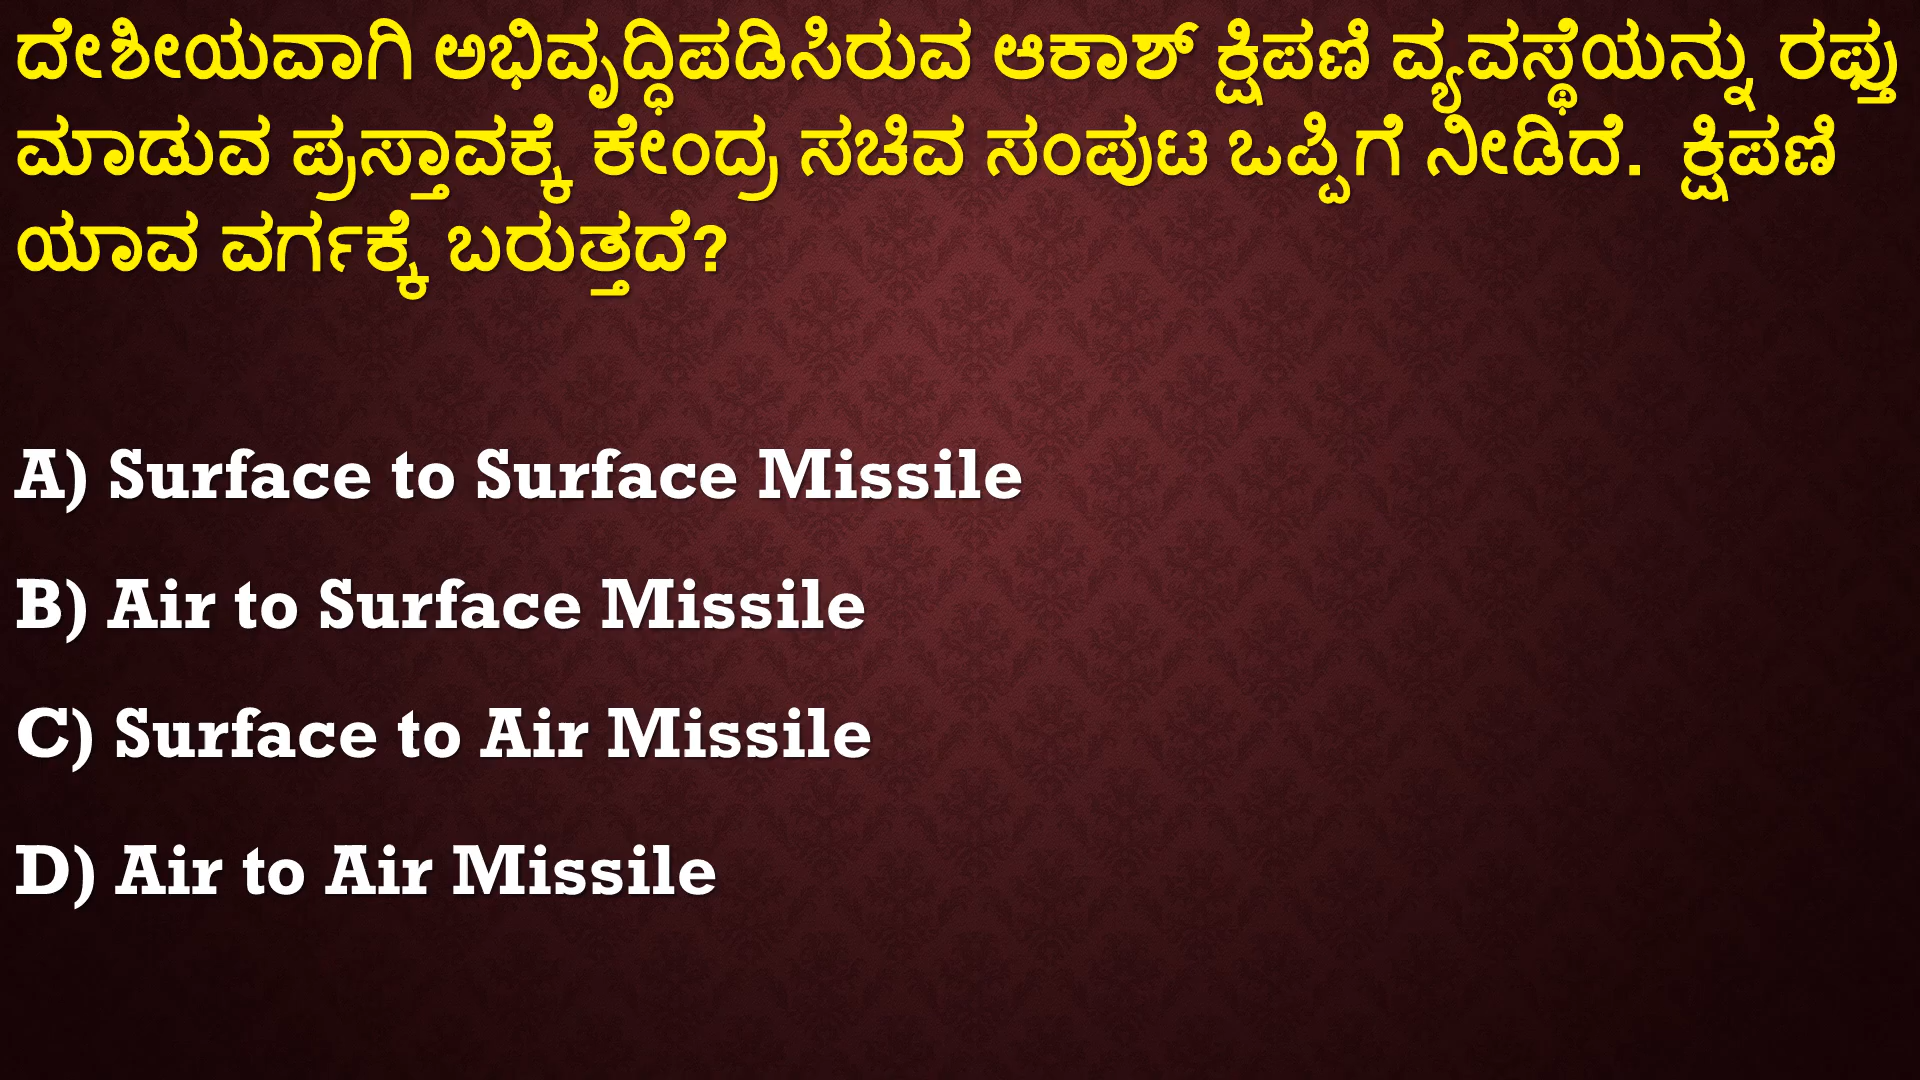 ದೇಶೀಯವಾಗಿ ಅಭಿವೃದ್ಧಿಪಡಿಸಿರುವ ಆಕಾಶ್ ಕ್ಷಿಪಣಿ ವ್ಯವಸ್ಥೆಯನ್ನು ರಫ್ತು
ಮಾಡುವ ಪ್ರಸ್ತಾವಕ್ಕೆ ಕೇಂದ್ರ ಸಚಿವ ಸಂಪುಟ ಒಪ್ಪಿಗೆ ನೀಡಿದೆ. ಕ್ಷಿಪಣಿ
ಯಾವ ವರ್ಗಕ್ಕೆ ಬರುತ್ತದೆ?
A) Surface to Surface Missile
B) Air to Surface Missile
C) Surface to Air Missile
D) Air to Air Missile